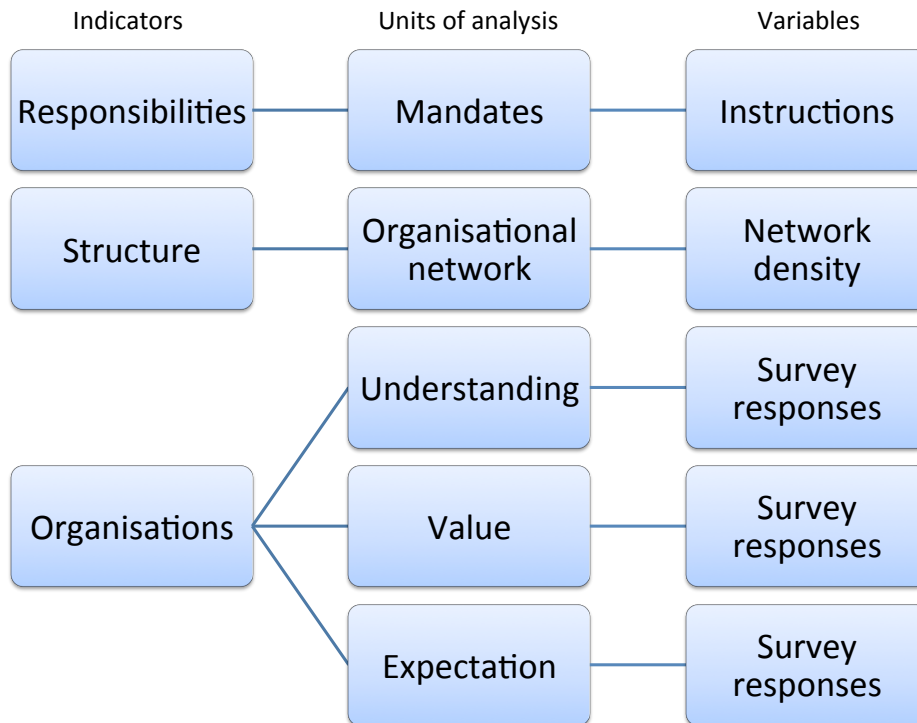 Indicators
Units of analysis
Variables
Responsibilities
Mandates
Instructions
Structure
Organisational
network
Network
density
Understanding
Survey
responses
Organisations
Value
Survey
responses
Expectation
Survey
responses